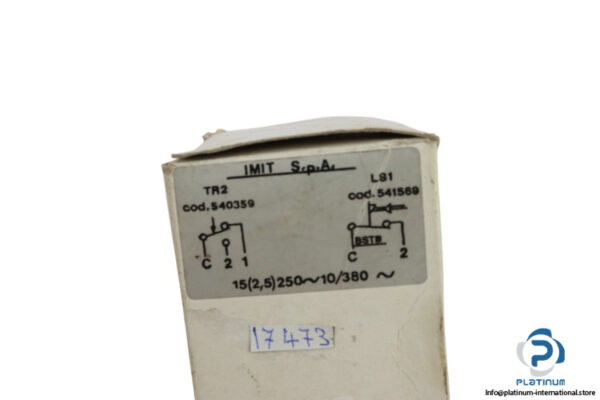 IMIT S.p.A.
TR2
cod.540359
LS1
cod.541569
BSTB
C 2 1
C 2
15(2,5)250~10/380 ~
17473
PLATINUM
Info@platinum-international.store